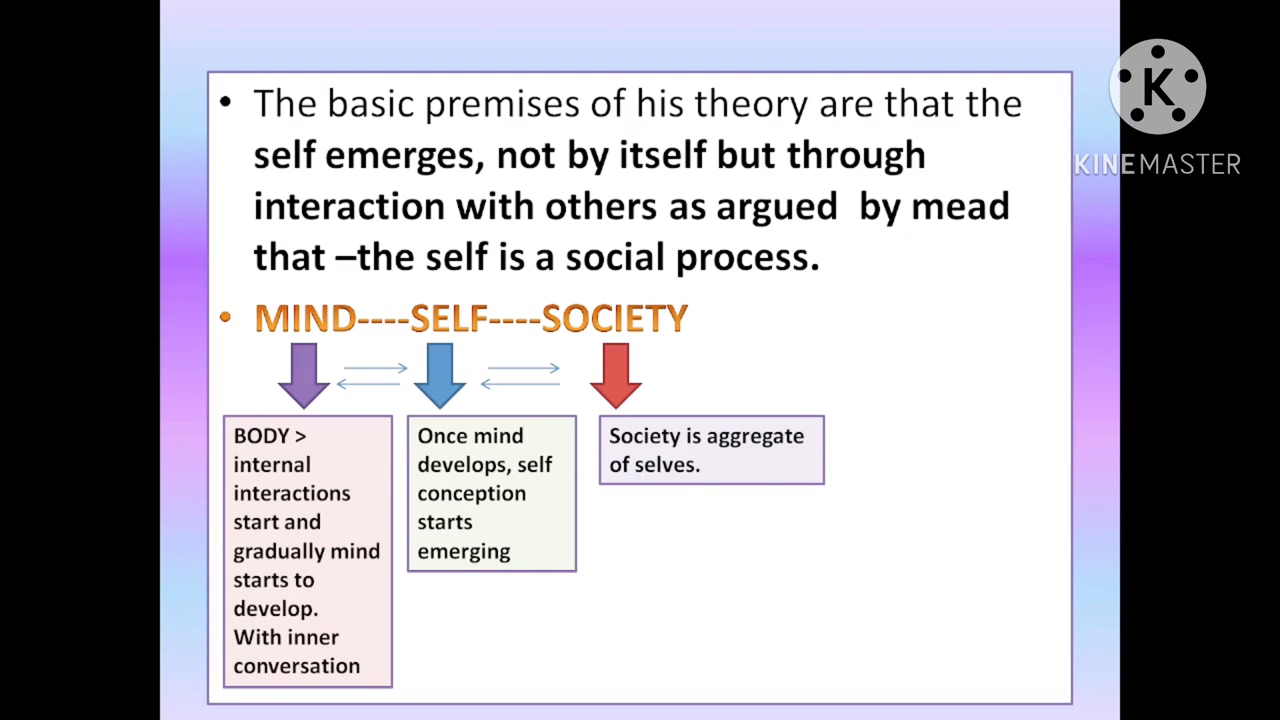 • The basic premises of his theory are that the
self emerges, not by itself but through
interaction with others as argued by mead
that –the self is a social process.
• MIND----SELF----SOCIETY
BODY >
internal
interactions
start and
gradually mind
starts to
develop.
With inner
conversation
Once mind
develops, self
conception
starts
emerging
Society is aggregate
of selves.
K
KINEMASTER